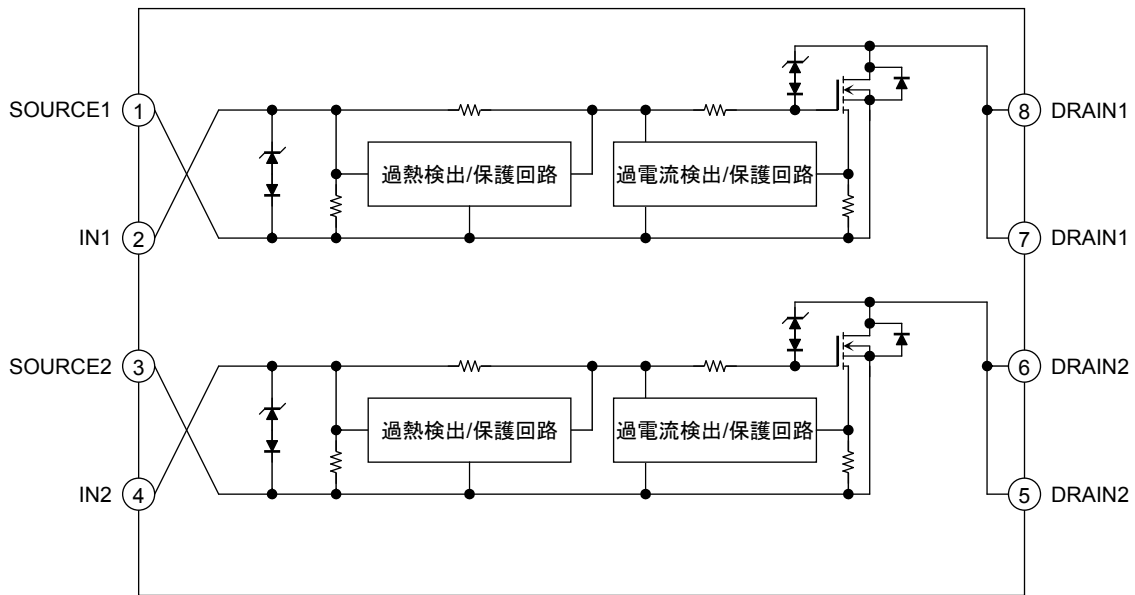 SOURCE1 1
8 DRAIN1
過熱検出/保護回路
過電流検出/保護回路
IN1 2
7 DRAIN1
SOURCE2 3
6 DRAIN2
過熱検出/保護回路
過電流検出/保護回路
IN2 4
5 DRAIN2